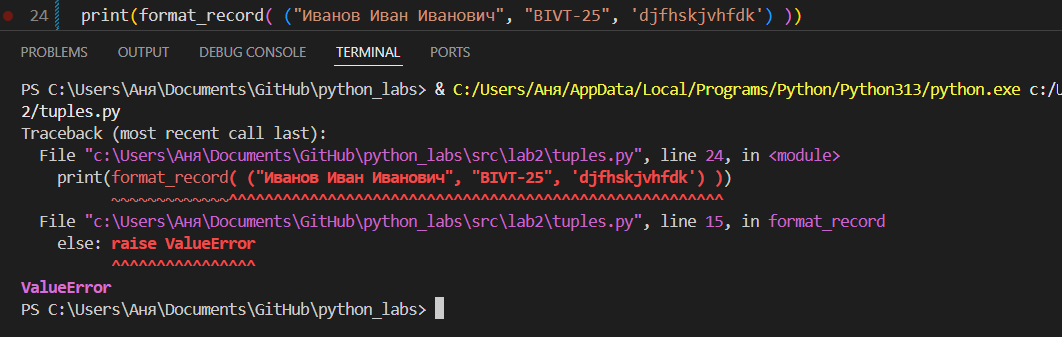 24 print(format_record( ("Иванов Иван Иванович", "BIVT-25", 'djfhskjvhfdk') ))
PROBLEMS OUTPUT DEBUG CONSOLE TERMINAL PORTS
PS C:\Users\Аня\Documents\GitHub\python_labs> & C:/Users/Аня/AppData/Local/Programs/Python/Python313/python.exe c:/U
2/tuples.py
Traceback (most recent call last):
  File "c:\Users\Аня\Documents\GitHub\python_labs\src\lab2\tuples.py", line 24, in <module>
    print(format_record( ("Иванов Иван Иванович", "BIVT-25", 'djfhskjvhfdk') ))
          ~~~~~~~~~~~~~^^^^^^^^^^^^^^^^^^^^^^^^^^^^^^^^^^^^^^^^^^^^^^^^^^^^^^^
  File "c:\Users\Аня\Documents\GitHub\python_labs\src\lab2\tuples.py", line 15, in format_record
    else: raise ValueError
          ^^^^^^^^^^^^^^^^
ValueError
PS C:\Users\Аня\Documents\GitHub\python_labs>